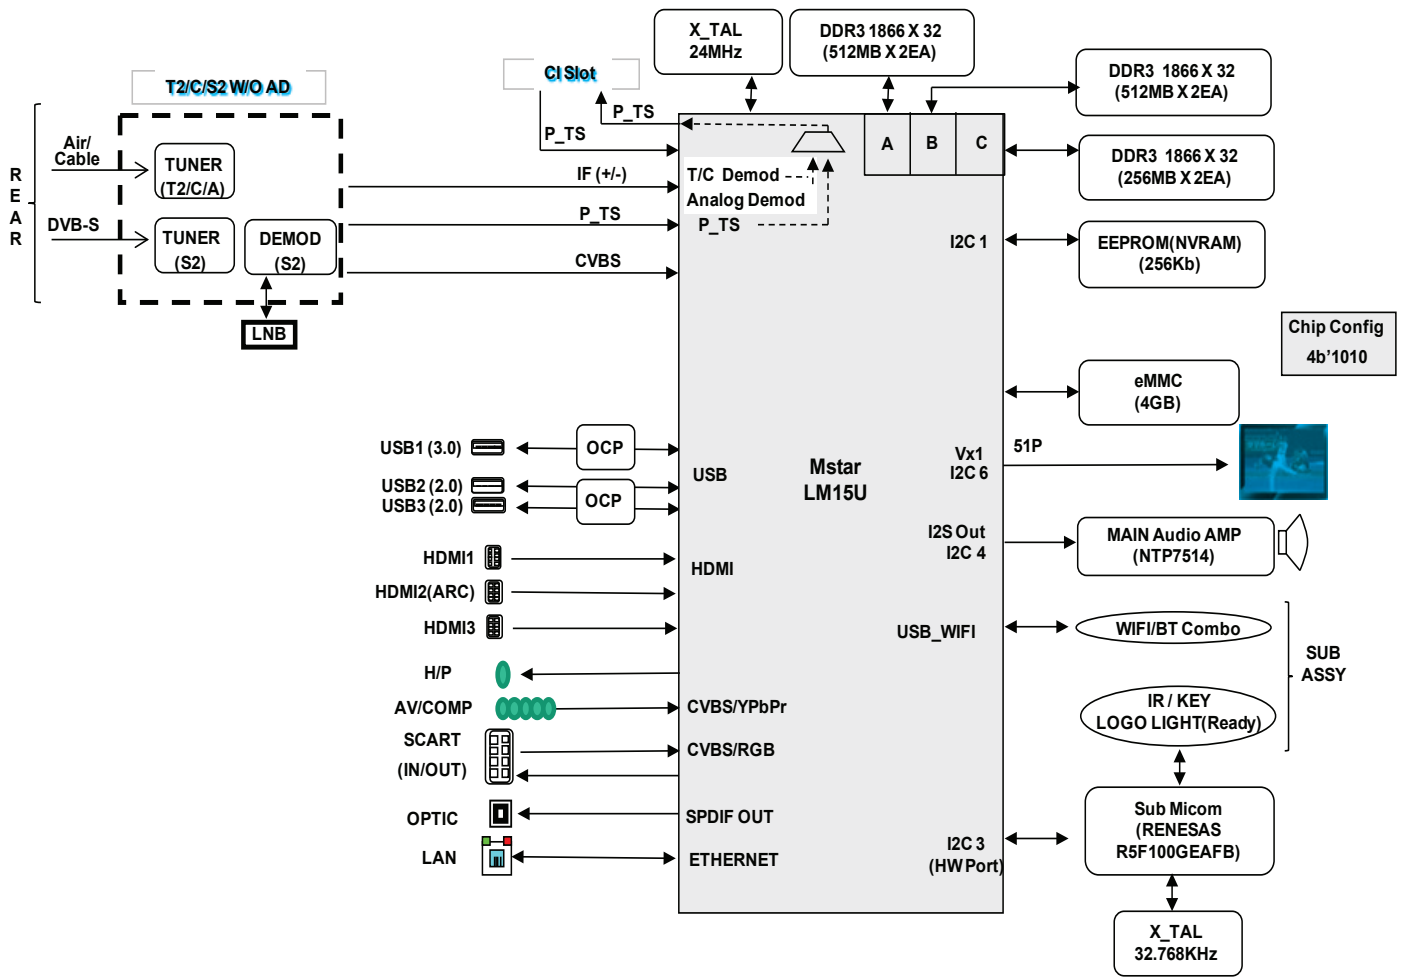 X_TAL
24MHz
DDR3 1866 X 32
(512MB X 2EA)
DDR3 1866 X 32
(512MB X 2EA)
DDR3 1866 X 32
(256MB X 2EA)
CI Slot
T2/C/S2 W/O AD
P_TS
P_TS
A
B
C
R
E
A
R
Air/
Cable
TUNER
(T2/C/A)
DVB-S
TUNER
(S2)
DEMOD
(S2)
LNB
IF (+/-)
P_TS
CVBS
T/C Demod
Analog Demod
P_TS
I2C 1
EEPROM(NVRAM)
(256Kb)
Chip Config
4b’1010
eMMC
(4GB)
USB1 (3.0)
OCP
USB2 (2.0)
USB3 (2.0)
OCP
USB
Mstar
LM15U
Vx1
I2C 6
51P
I2S Out
I2C 4
MAIN Audio AMP
(NTP7514)
HDMI1
HDMI2(ARC)
HDMI3
HDMI
USB_WIFI
WIFI/BT Combo
SUB
ASSY
IR / KEY
LOGO LIGHT(Ready)
H/P
AV/COMP
CVBS/YPbPr
SCART
(IN/OUT)
CVBS/RGB
OPTIC
SPDIF OUT
LAN
ETHERNET
I2C 3
(HW Port)
Sub Micom
(RENESAS
R5F100GEAFB)
X_TAL
32.768KHz